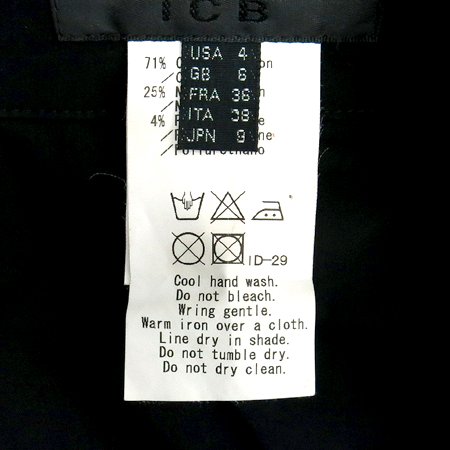 ICB
USA 4
GB 6
FRA 36
ITA 38
JPN 9
71%
25%
4%
ID-29
Cool hand wash.
Do not bleach.
Wring gentle.
Warm iron over a cloth.
Line dry in shade.
Do not tumble dry.
Do not dry clean.